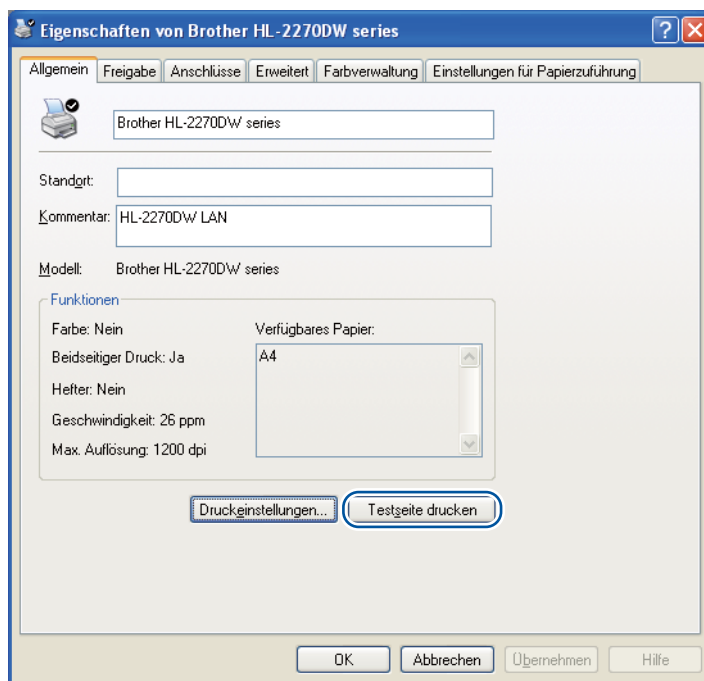 Eigenschaften von Brother HL-2270DW series
Allgemein Freigabe Anschlüsse Erweitert Farbverwaltung Einstellungen für Papierzuführung
Brother HL-2270DW series
Standort:
Kommentar: HL-2270DW LAN
Modell: Brother HL-2270DW series
Funktionen
Farbe: Nein Verfügbares Papier:
Beidseitiger Druck: Ja A4
Hefter: Nein
Geschwindigkeit: 26 ppm
Max. Auflösung: 1200 dpi
Druckeinstellungen... Testseite drucken
OK Abbrechen Übernehmen Hilfe